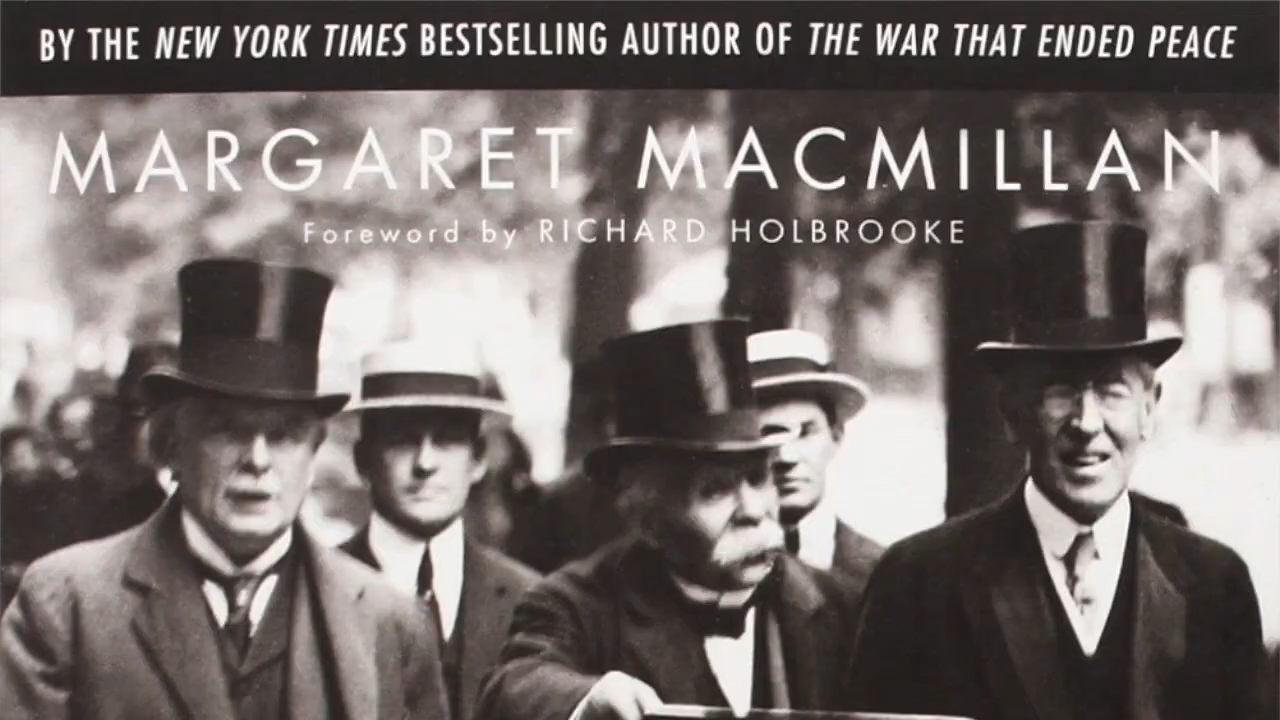 BY THE NEW YORK TIMES BESTSELLING AUTHOR OF THE WAR THAT ENDED PEACE
MARGARET MACMILLAN
Foreword by RICHARD HOLBROOKE